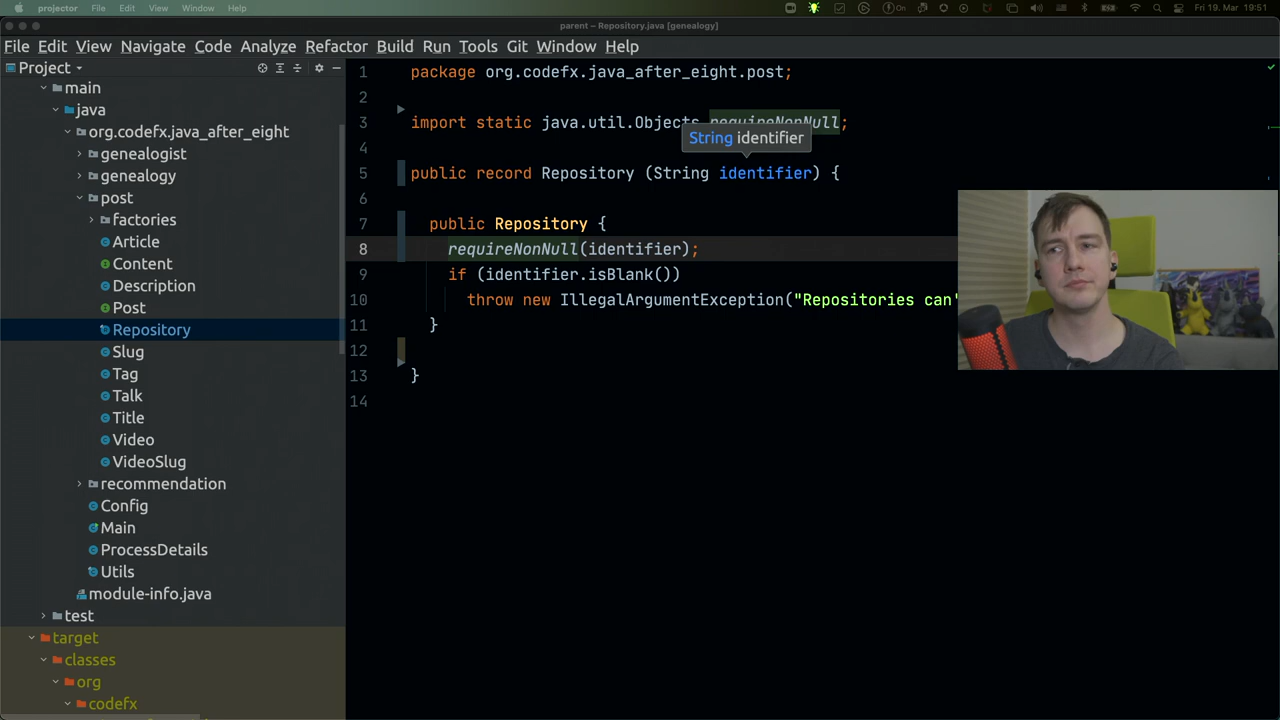 projector File Edit View Window Help
On
Fri 19. Mar 19:51
parent – Repository.java [genealogy]
File Edit View Navigate Code Analyze Refactor Build Run Tools Git Window Help
Project
main
java
org.codefx.java_after_eight
genealogist
genealogy
post
factories
Article
Content
Description
Post
Repository
Slug
Tag
Talk
Title
Video
VideoSlug
recommendation
Config
Main
ProcessDetails
Utils
module-info.java
test
target
classes
org
codefx
1 package org.codefx.java_after_eight.post;
2
3 import static java.util.Objects.requireNonNull;
String identifier
5 public record Repository (String identifier) {
6
7 public Repository {
8 requireNonNull(identifier);
9 if (identifier.isBlank())
10 throw new IllegalArgumentException("Repositories can'
11 }
12
13 }
14